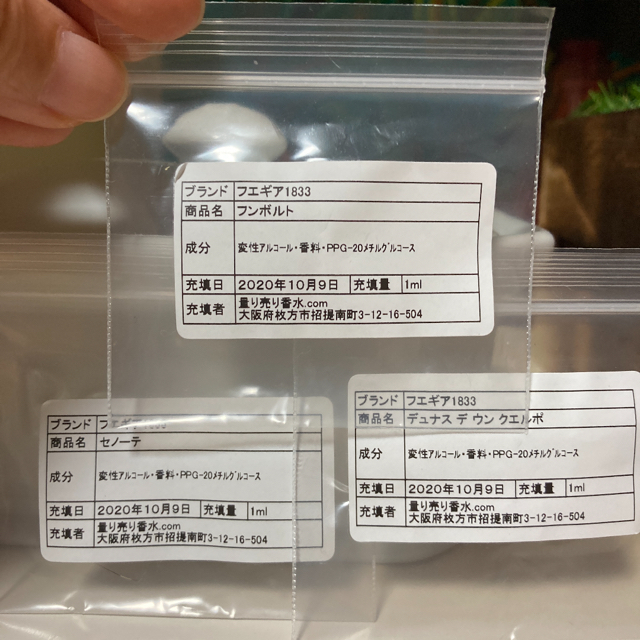 ブランド フエギア1833
商品名 フンボルト
成分 変性アルコール・香料・PPG-20メチルグルコース
充填日 2020年10月9日 充填量 1ml
充填者 量り売り香水.com
大阪府枚方市招提南町3-12-16-504
ブランド フエギア1833
商品名 セノーテ
成分 変性アルコール・香料・PPG-20メチルグルコース
充填日 2020年10月9日 充填量 1ml
充填者 量り売り香水.com
大阪府枚方市招提南町3-12-16-504
ブランド フエギア1833
商品名 デュナス デ ウン クエルポ
成分 変性アルコール・香料・PPG-20メチルグルコース
充填日 2020年10月9日 充填量 1ml
充填者 量り売り香水.com
大阪府枚方市招提南町3-12-16-504